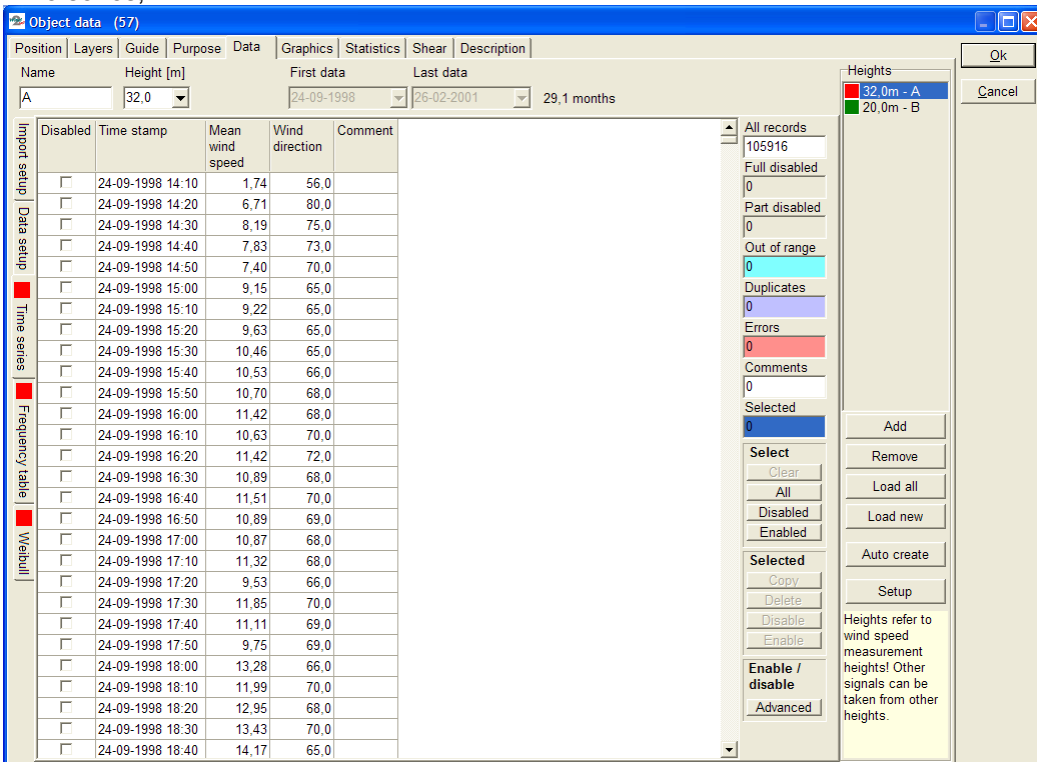 Object data (57)
Position Layers Guide Purpose Data Graphics Statistics Shear Description
Ok
Cancel
Name Height [m] First data Last data
A 32,0 24-09-1998 26-02-2001 29,1 months
Heights
32,0m - A
20,0m - B
Import setup
Data setup
Time series
Frequency table
Weibull
Disabled Time stamp Mean wind speed Wind direction Comment
24-09-1998 14:10 1,74 56,0
24-09-1998 14:20 6,71 80,0
24-09-1998 14:30 8,19 75,0
24-09-1998 14:40 7,83 73,0
24-09-1998 14:50 7,40 70,0
24-09-1998 15:00 9,15 65,0
24-09-1998 15:10 9,22 65,0
24-09-1998 15:20 9,63 65,0
24-09-1998 15:30 10,46 65,0
24-09-1998 15:40 10,53 66,0
24-09-1998 15:50 10,70 68,0
24-09-1998 16:00 11,42 68,0
24-09-1998 16:10 10,63 70,0
24-09-1998 16:20 11,42 72,0
24-09-1998 16:30 10,89 68,0
24-09-1998 16:40 11,51 70,0
24-09-1998 16:50 10,89 69,0
24-09-1998 17:00 10,87 68,0
24-09-1998 17:10 11,32 68,0
24-09-1998 17:20 9,53 66,0
24-09-1998 17:30 11,85 70,0
24-09-1998 17:40 11,11 69,0
24-09-1998 17:50 9,75 69,0
24-09-1998 18:00 13,28 66,0
24-09-1998 18:10 11,99 70,0
24-09-1998 18:20 12,95 68,0
24-09-1998 18:30 13,43 70,0
24-09-1998 18:40 14,17 65,0
All records
105916
Full disabled
0
Part disabled
0
Out of range
0
Duplicates
0
Errors
0
Comments
0
Selected
0
Select
Clear
All
Disabled
Enabled
Selected
Copy
Delete
Disable
Enable
Enable /
disable
Advanced
Add
Remove
Load all
Load new
Auto create
Setup
Heights refer to
wind speed
measurement
heights! Other
signals can be
taken from other
heights.